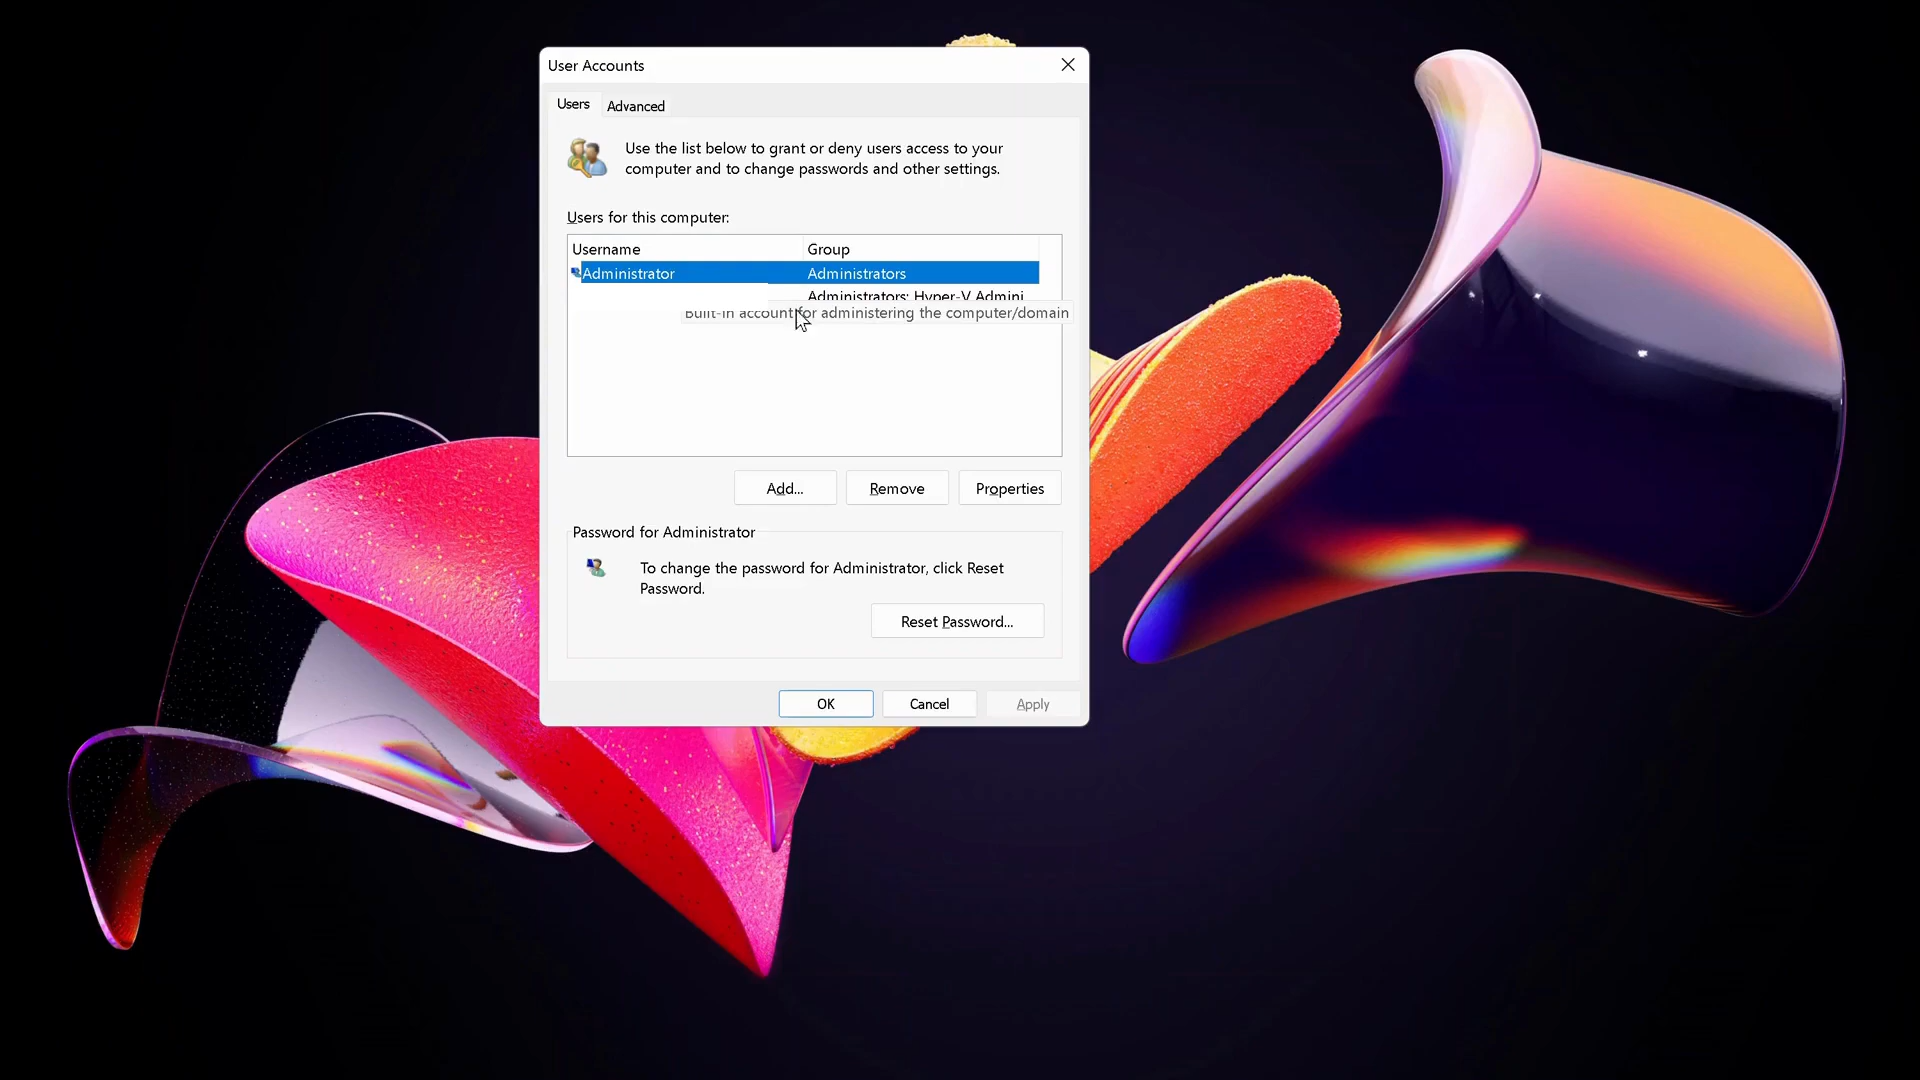 User Accounts
Users Advanced
Use the list below to grant or deny users access to your
computer and to change passwords and other settings.
Users for this computer:
Username Group
Administrator Administrators
Administrators; Hyper-V Admini
Built-in account for administering the computer/domain
Add... Remove Properties
Password for Administrator
To change the password for Administrator, click Reset
Password.
Reset Password...
OK Cancel Apply